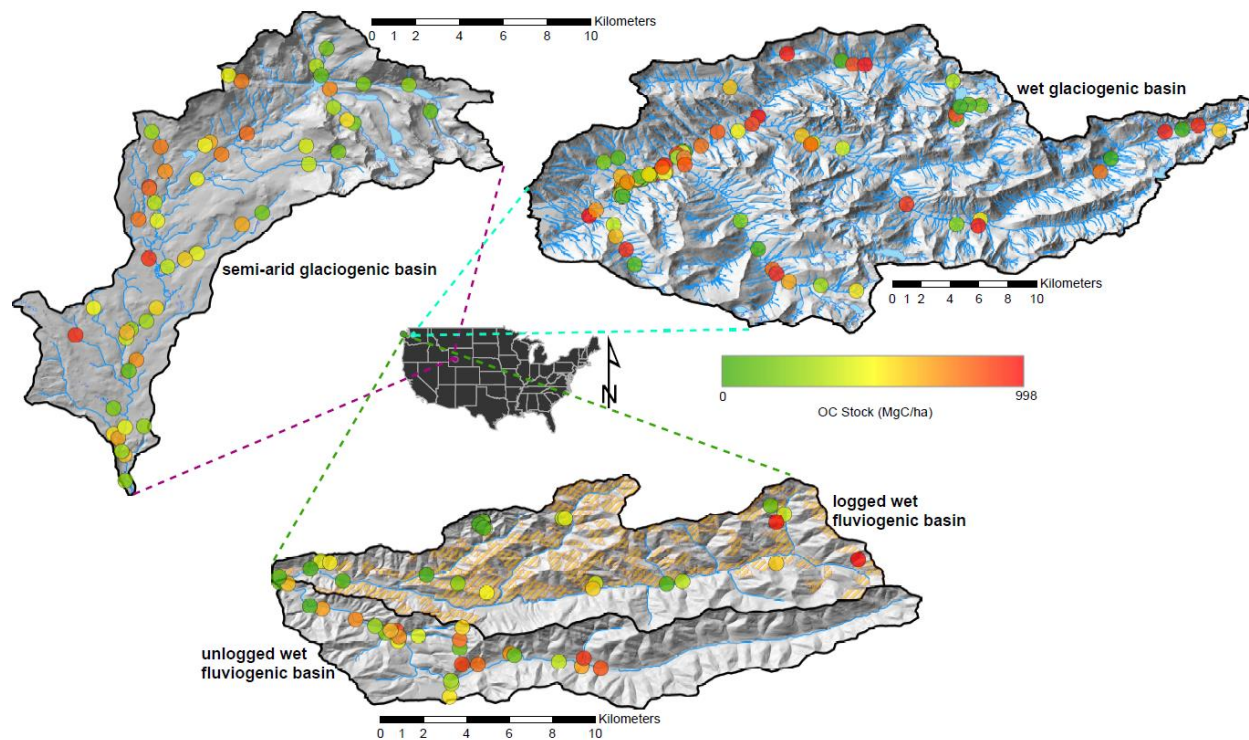 Kilometers
0 1 2 4 6 8 10
wet glaciogenic basin
semi-arid glaciogenic basin
Kilometers
0 1 2 4 6 8 10
N
0 998
OC Stock (MgC/ha)
logged wet
fluviogenic basin
unlogged wet
fluviogenic basin
Kilometers
0 1 2 4 6 8 10